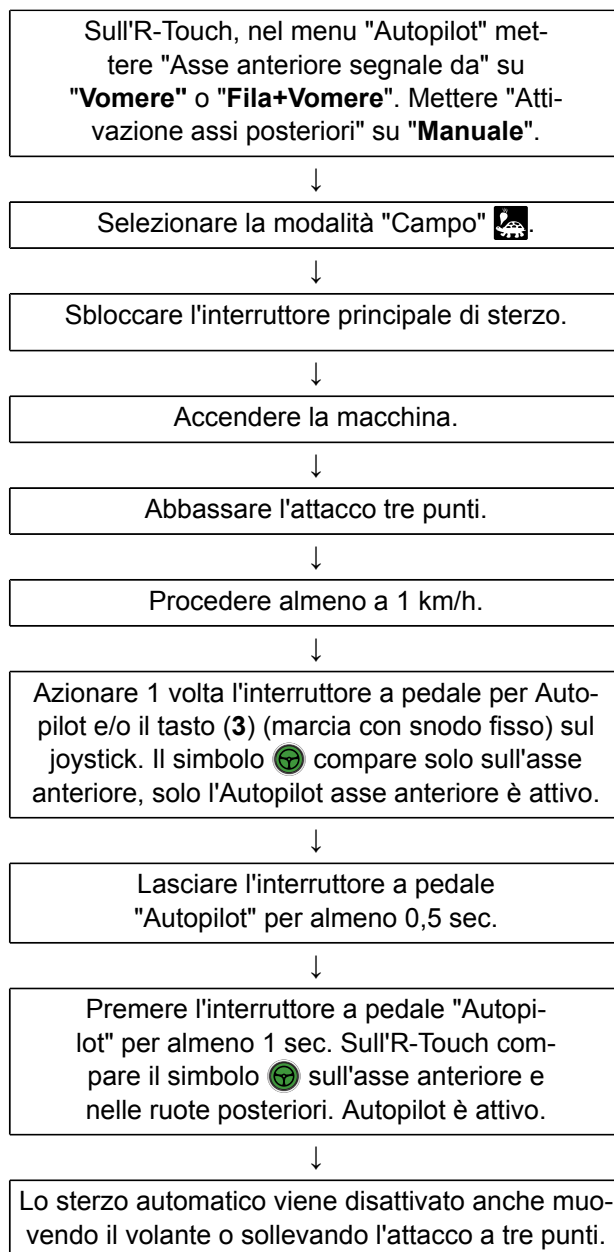 Sull'R-Touch, nel menu "Autopilot" met-
tere "Asse anteriore segnale da" su
"Vomere" o "Fila+Vomere". Mettere "Atti-
vazione assi posteriori" su "Manuale".
↓
Selezionare la modalità "Campo" .
↓
Sbloccare l'interruttore principale di sterzo.
↓
Accendere la macchina.
↓
Abbassare l'attacco tre punti.
↓
Procedere almeno a 1 km/h.
↓
Azionare 1 volta l'interruttore a pedale per Auto-
pilot e/o il tasto (3) (marcia con snodo fisso) sul
joystick. Il simbolo compare solo sull'asse
anteriore, solo l'Autopilot asse anteriore è attivo.
↓
Lasciare l'interruttore a pedale
"Autopilot" per almeno 0,5 sec.
↓
Premere l'interruttore a pedale "Autopi-
lot" per almeno 1 sec. Sull'R-Touch com-
pare il simbolo sull'asse anteriore e
nelle ruote posteriori. Autopilot è attivo.
↓
Lo sterzo automatico viene disattivato anche muo-
vendo il volante o sollevando l'attacco a tre punti.